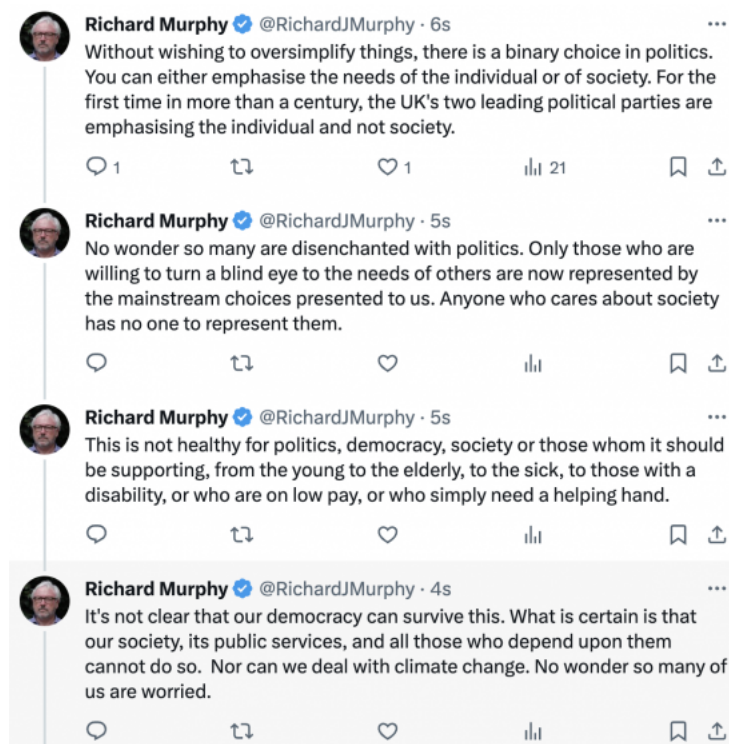 Richard Murphy @RichardJMurphy · 6s
Without wishing to oversimplify things, there is a binary choice in politics.
You can either emphasise the needs of the individual or of society. For the
first time in more than a century, the UK's two leading political parties are
emphasising the individual and not society.
1 1 21
Richard Murphy @RichardJMurphy · 5s
No wonder so many are disenchanted with politics. Only those who are
willing to turn a blind eye to the needs of others are now represented by
the mainstream choices presented to us. Anyone who cares about society
has no one to represent them.
Richard Murphy @RichardJMurphy · 5s
This is not healthy for politics, democracy, society or those whom it should
be supporting, from the young to the elderly, to the sick, to those with a
disability, or who are on low pay, or who simply need a helping hand.
Richard Murphy @RichardJMurphy · 4s
It's not clear that our democracy can survive this. What is certain is that
our society, its public services, and all those who depend upon them
cannot do so.  Nor can we deal with climate change. No wonder so many of
us are worried.